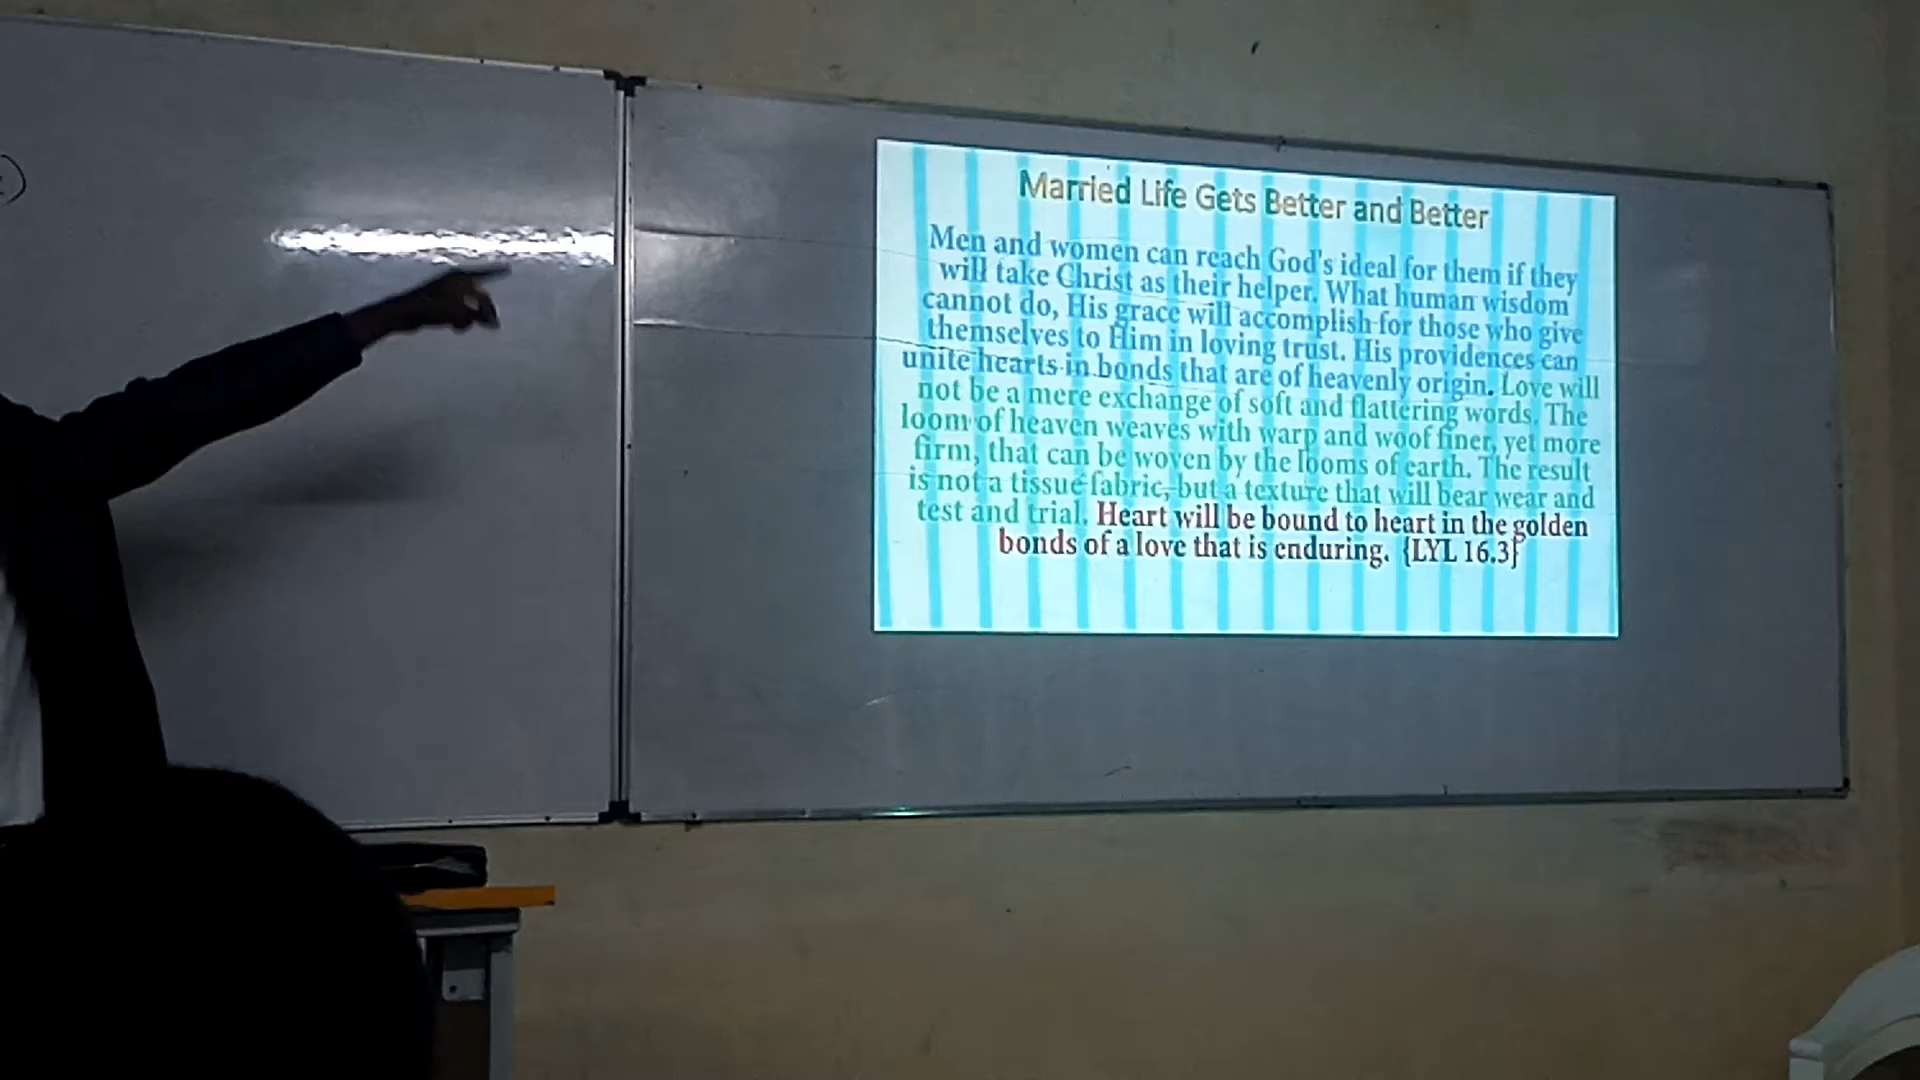 Married Life Gets Better and Better
Men and women can reach God's ideal for them if they
will take Christ as their helper. What human wisdom
cannot do, His grace will accomplish for those who give
themselves to Him in loving trust. His providences can
unite hearts in bonds that are of heavenly origin. Love will
not be a mere exchange of soft and flattering words. The
loom of heaven weaves with warp and woof finer, yet more
firm, that can be woven by the looms of earth. The result
is not a tissue fabric, but a texture that will bear wear and
test and trial. Heart will be bound to heart in the golden
bonds of a love that is enduring. {LYL 16.3}